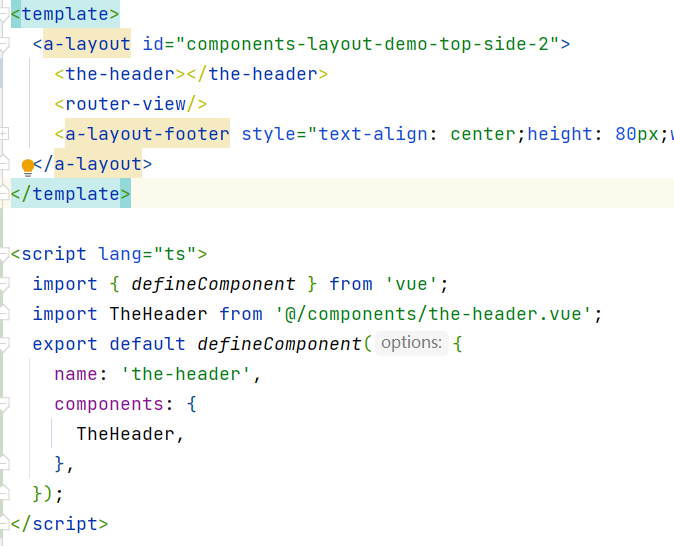 <template>
<a-layout id="components-layout-demo-top-side-2">
<the-header></the-header>
<router-view/>
<a-layout-footer style="text-align: center;height: 80px;
</a-layout>
</template>
<script lang="ts">
import { defineComponent } from 'vue';
import TheHeader from '@/components/the-header.vue';
export default defineComponent( options: {
name: 'the-header',
components: {
TheHeader,
},
});
</script>